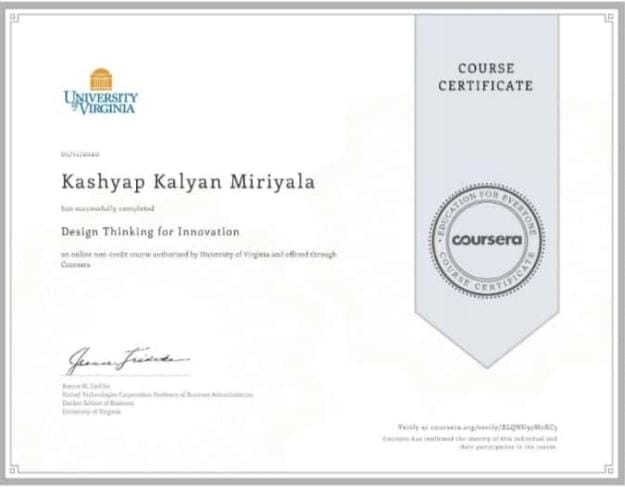 UNIVERSITY
of VIRGINIA
05/11/2020
Kashyap Kalyan Miriyala
has successfully completed
Design Thinking for Innovation
an online non-credit course authorized by University of Virginia and offered through
Coursera
Jeanne M. Liedtka
United Technologies Corporation Professor of Business Administration
Darden School of Business
University of Virginia
COURSE
CERTIFICATE
EDUCATION FOR EVERYONE
coursera
COURSE CERTIFICATE
Verify at coursera.org/verify/
Coursera has confirmed the identity of this individual and
their participation in the course.